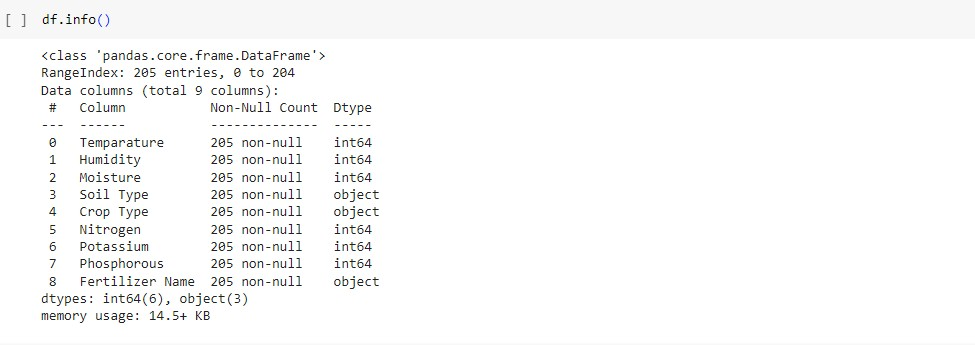 [ ] df.info()
<class 'pandas.core.frame.DataFrame'>
RangeIndex: 205 entries, 0 to 204
Data columns (total 9 columns):
 #   Column           Non-Null Count  Dtype
---  ------           --------------  -----
 0   Temparature      205 non-null    int64
 1   Humidity         205 non-null    int64
 2   Moisture         205 non-null    int64
 3   Soil Type        205 non-null    object
 4   Crop Type        205 non-null    object
 5   Nitrogen         205 non-null    int64
 6   Potassium        205 non-null    int64
 7   Phosphorous      205 non-null    int64
 8   Fertilizer Name  205 non-null    object
dtypes: int64(6), object(3)
memory usage: 14.5+ KB